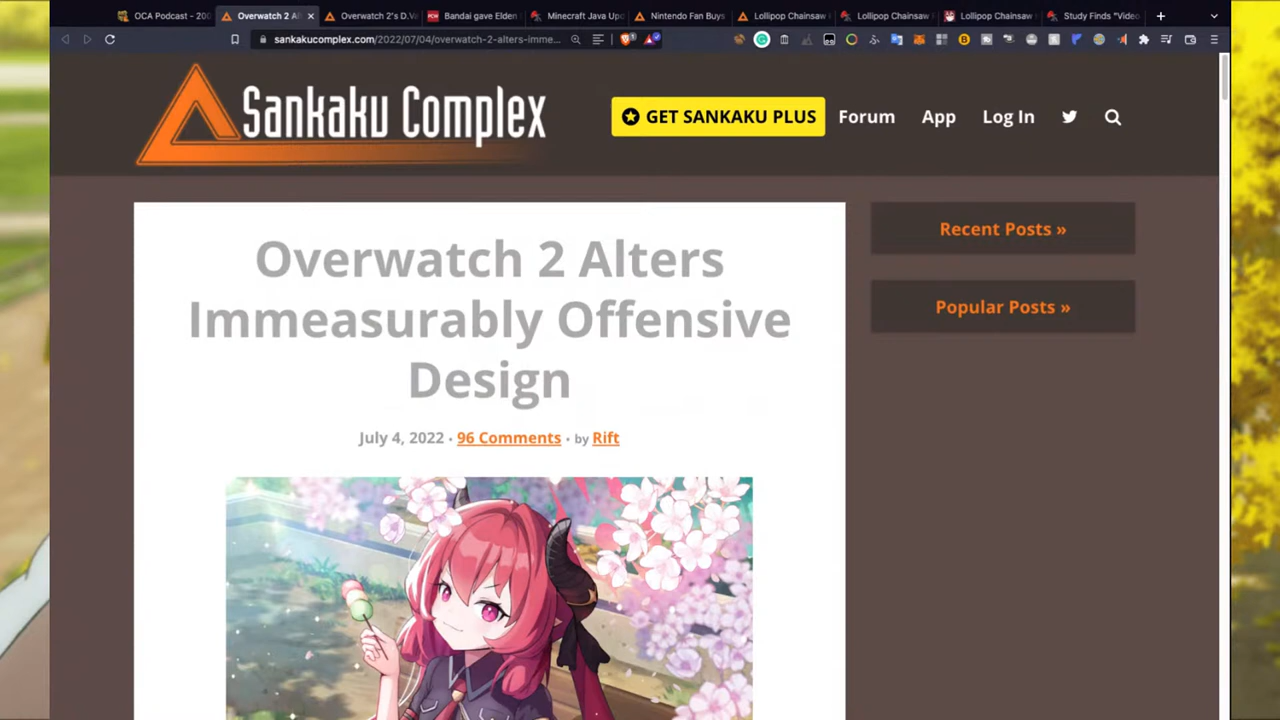 OCA Podcast - 200
Overwatch 2 Al
Overwatch 2's D.V
Bandai gave Elden
Minecraft Java Up
Nintendo Fan Buys
Lollipop Chainsaw
Lollipop Chainsaw
Lollipop Chainsaw
Study Finds "Video
sankakucomplex.com/2022/07/04/overwatch-2-alters-imme...
Sankaku Complex
GET SANKAKU PLUS
Forum
App
Log In
Overwatch 2 Alters
Immeasurably Offensive
Design
July 4, 2022 · 96 Comments · by Rift
Recent Posts »
Popular Posts »